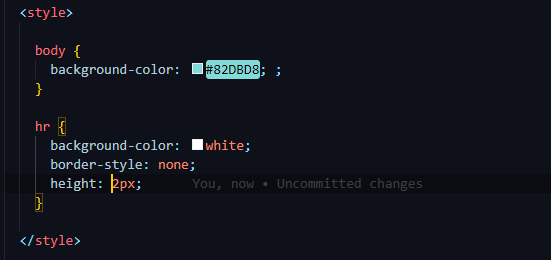 <style>
body {
background-color: #82DBD8; ;
}
hr {
background-color: white;
border-style: none;
height: 2px; You, now • Uncommitted changes
}
</style>